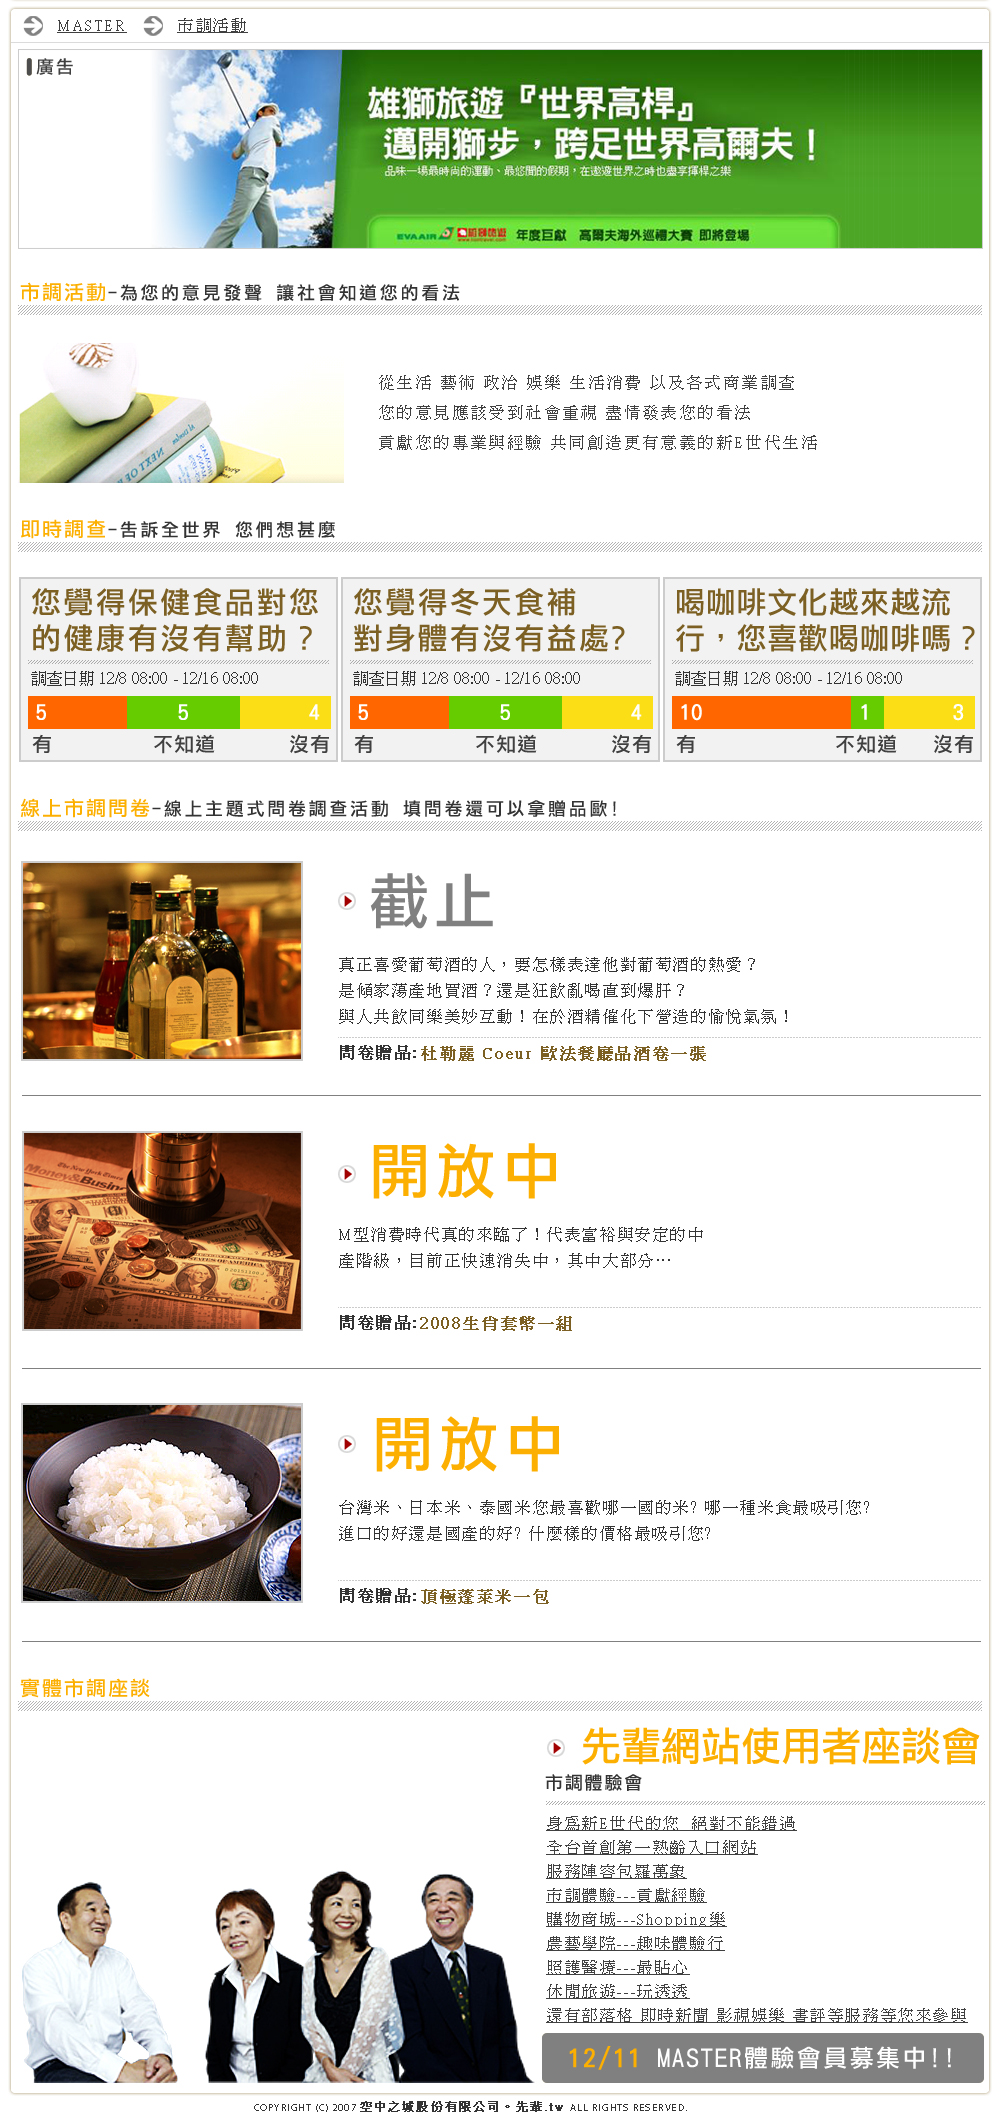 MASTER 市調活動
廣告
雄獅旅遊『世界高桿』
邁開獅步，跨足世界高爾夫！
品味一場最時尚的運動、最悠閒的假期，在遨遊世界之時也盡享揮桿之樂
EVA AIR 雄獅旅遊 年度巨獻 高爾夫海外巡禮大賽 即將登場
市調活動-為您的意見發聲 讓社會知道您的看法
從生活 藝術 政治 娛樂 生活消費 以及各式商業調查
您的意見應該受到社會重視 盡情發表您的看法
貢獻您的專業與經驗 共同創造更有意義的新E世代生活
即時調查-告訴全世界 您們想甚麼
您覺得保健食品對您
的健康有沒有幫助？
調查日期 12/8 08:00 - 12/16 08:00
5 5 4
有 不知道 沒有
您覺得冬天食補
對身體有沒有益處?
調查日期 12/8 08:00 - 12/16 08:00
5 5 4
有 不知道 沒有
喝咖啡文化越來越流
行，您喜歡喝咖啡嗎？
調查日期 12/8 08:00 - 12/16 08:00
10 1 3
有 不知道 沒有
線上市調問卷-線上主題式問卷調查活動 填問卷還可以拿贈品歐!
截止
真正喜愛葡萄酒的人，要怎樣表達他對葡萄酒的熱愛？
是傾家蕩產地買酒？還是狂飲亂喝直到爆肝？
與人共飲同樂美妙互動！在於酒精催化下營造的愉悅氣氛！
問卷贈品:杜勒麗 Coeur 歐法餐廳品酒卷一張
開放中
M型消費時代真的來臨了！代表富裕與安定的中
產階級，目前正快速消失中，其中大部分…
問卷贈品:2008生肖套幣一組
開放中
台灣米、日本米、泰國米您最喜歡哪一國的米? 哪一種米食最吸引您?
進口的好還是國產的好? 什麼樣的價格最吸引您?
問卷贈品:頂極蓬萊米一包
實體市調座談
先輩網站使用者座談會
市調體驗會
身為新E世代的您 絕對不能錯過
全台首創第一熟齡入口網站
服務陣容包羅萬象
市調體驗---貢獻經驗
購物商城---Shopping樂
農藝學院---趣味體驗行
照護醫療---最貼心
休閒旅遊---玩透透
還有部落格 即時新聞 影視娛樂 書評等服務等您來參與
12/11 MASTER體驗會員募集中!!
COPYRIGHT (C) 2007 空中之城股份有限公司。先輩.tw ALL RIGHTS RESERVED.